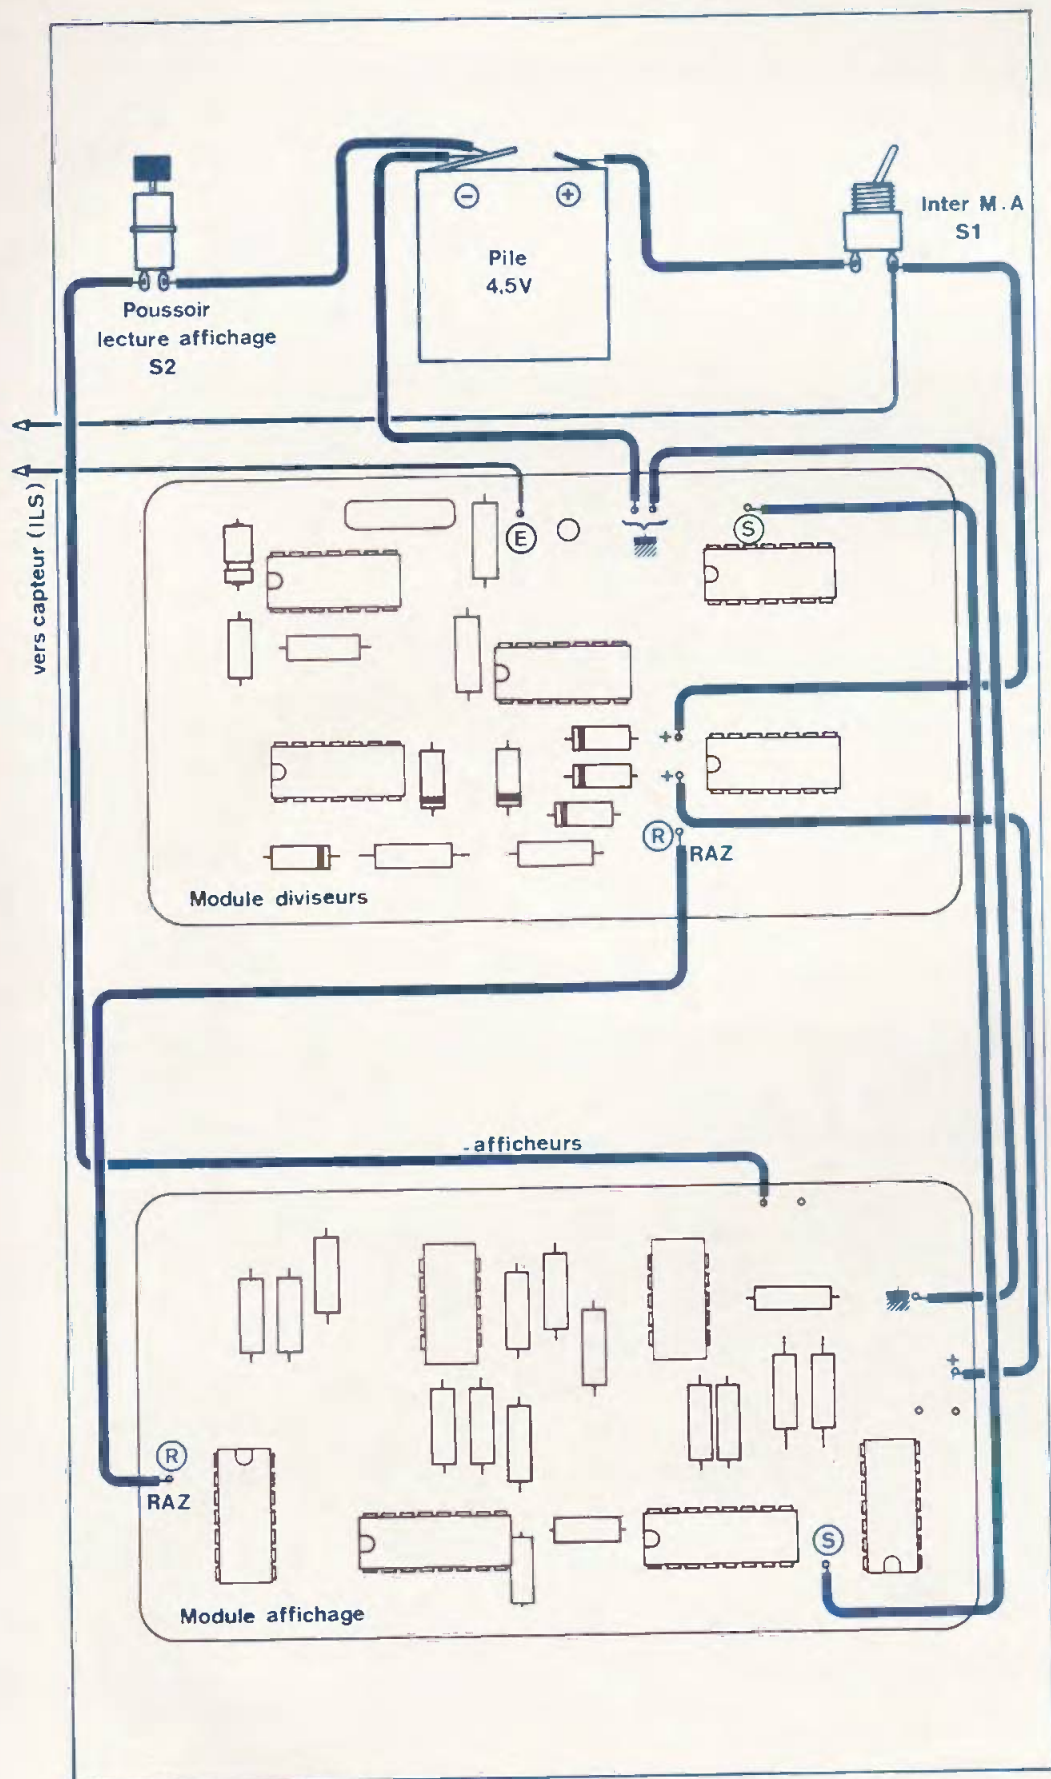 Inter M.A
S1
Pile
4,5V
Poussoir
lecture affichage
S2
vers capteur (ILS)
E
S
+
+
R
RAZ
Module diviseurs
- afficheurs
+
R
RAZ
S
Module affichage